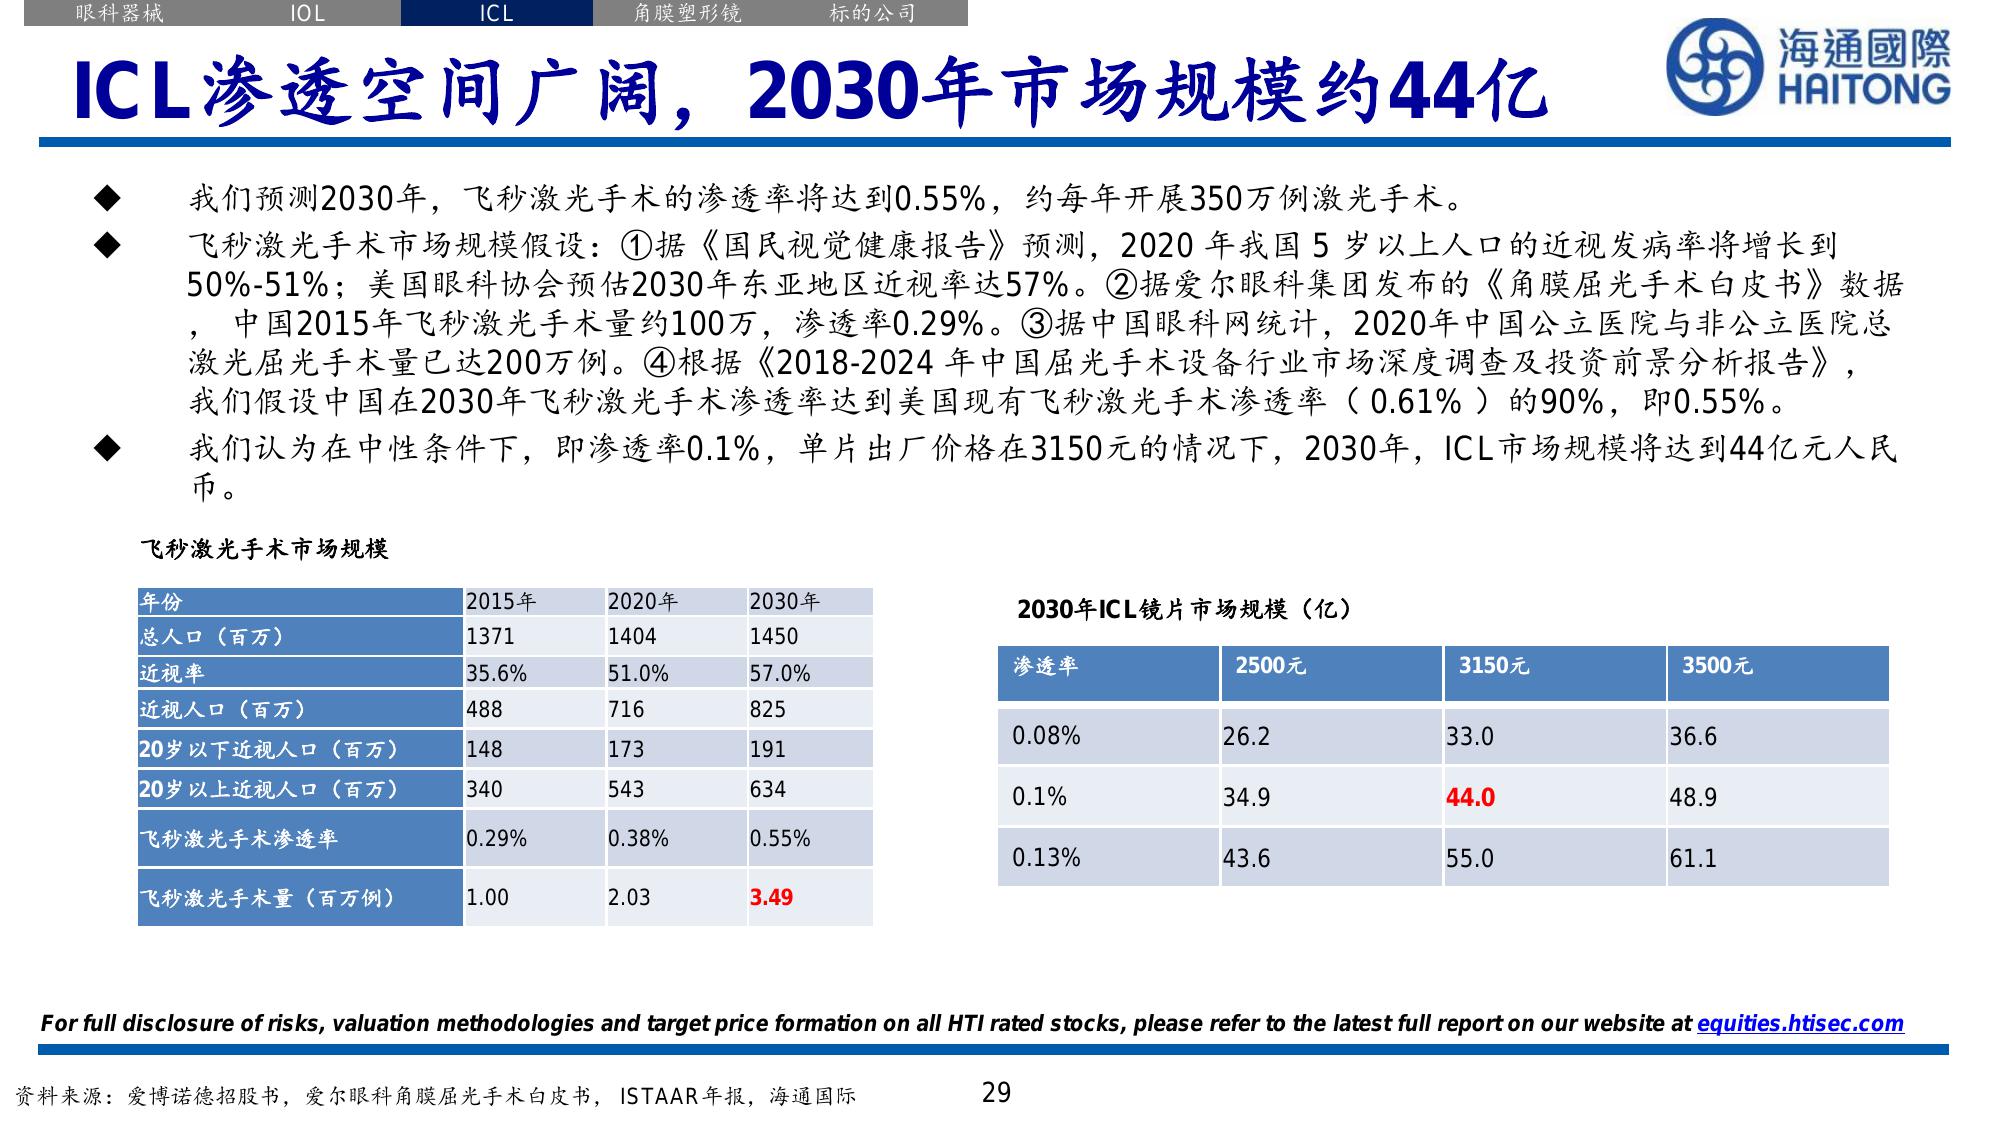 眼科器械 IOL ICL 角膜塑形镜 标的公司
海通國際
HAITONG
ICL渗透空间广阔，2030年市场规模约44亿
◆ 我们预测2030年，飞秒激光手术的渗透率将达到0.55%，约每年开展350万例激光手术。
◆ 飞秒激光手术市场规模假设：①据《国民视觉健康报告》预测，2020 年我国 5 岁以上人口的近视发病率将增长到
50%-51%；美国眼科协会预估2030年东亚地区近视率达57%。②据爱尔眼科集团发布的《角膜屈光手术白皮书》数据
， 中国2015年飞秒激光手术量约100万，渗透率0.29%。③据中国眼科网统计，2020年中国公立医院与非公立医院总
激光屈光手术量已达200万例。④根据《2018-2024 年中国屈光手术设备行业市场深度调查及投资前景分析报告》，
我们假设中国在2030年飞秒激光手术渗透率达到美国现有飞秒激光手术渗透率（ 0.61% ）的90%，即0.55%。
◆ 我们认为在中性条件下，即渗透率0.1%，单片出厂价格在3150元的情况下，2030年，ICL市场规模将达到44亿元人民
币。
飞秒激光手术市场规模
年份 2015年 2020年 2030年
总人口（百万） 1371 1404 1450
近视率 35.6% 51.0% 57.0%
近视人口（百万） 488 716 825
20岁以下近视人口（百万） 148 173 191
20岁以上近视人口（百万） 340 543 634
飞秒激光手术渗透率 0.29% 0.38% 0.55%
飞秒激光手术量（百万例） 1.00 2.03 3.49
2030年ICL镜片市场规模（亿）
渗透率 2500元 3150元 3500元
0.08% 26.2 33.0 36.6
0.1% 34.9 44.0 48.9
0.13% 43.6 55.0 61.1
For full disclosure of risks, valuation methodologies and target price formation on all HTI rated stocks, please refer to the latest full report on our website at equities.htisec.com
资料来源：爱博诺德招股书，爱尔眼科角膜屈光手术白皮书， ISTAAR年报，海通国际
29